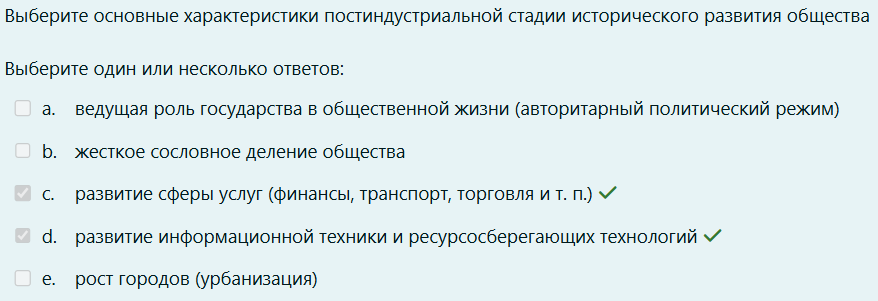 Выберите основные характеристики постиндустриальной стадии исторического развития общества
Выберите один или несколько ответов:
a. ведущая роль государства в общественной жизни (авторитарный политический режим)
b. жесткое сословное деление общества
c. развитие сферы услуг (финансы, транспорт, торговля и т. п.)
d. развитие информационной техники и ресурсосберегающих технологий
e. рост городов (урбанизация)